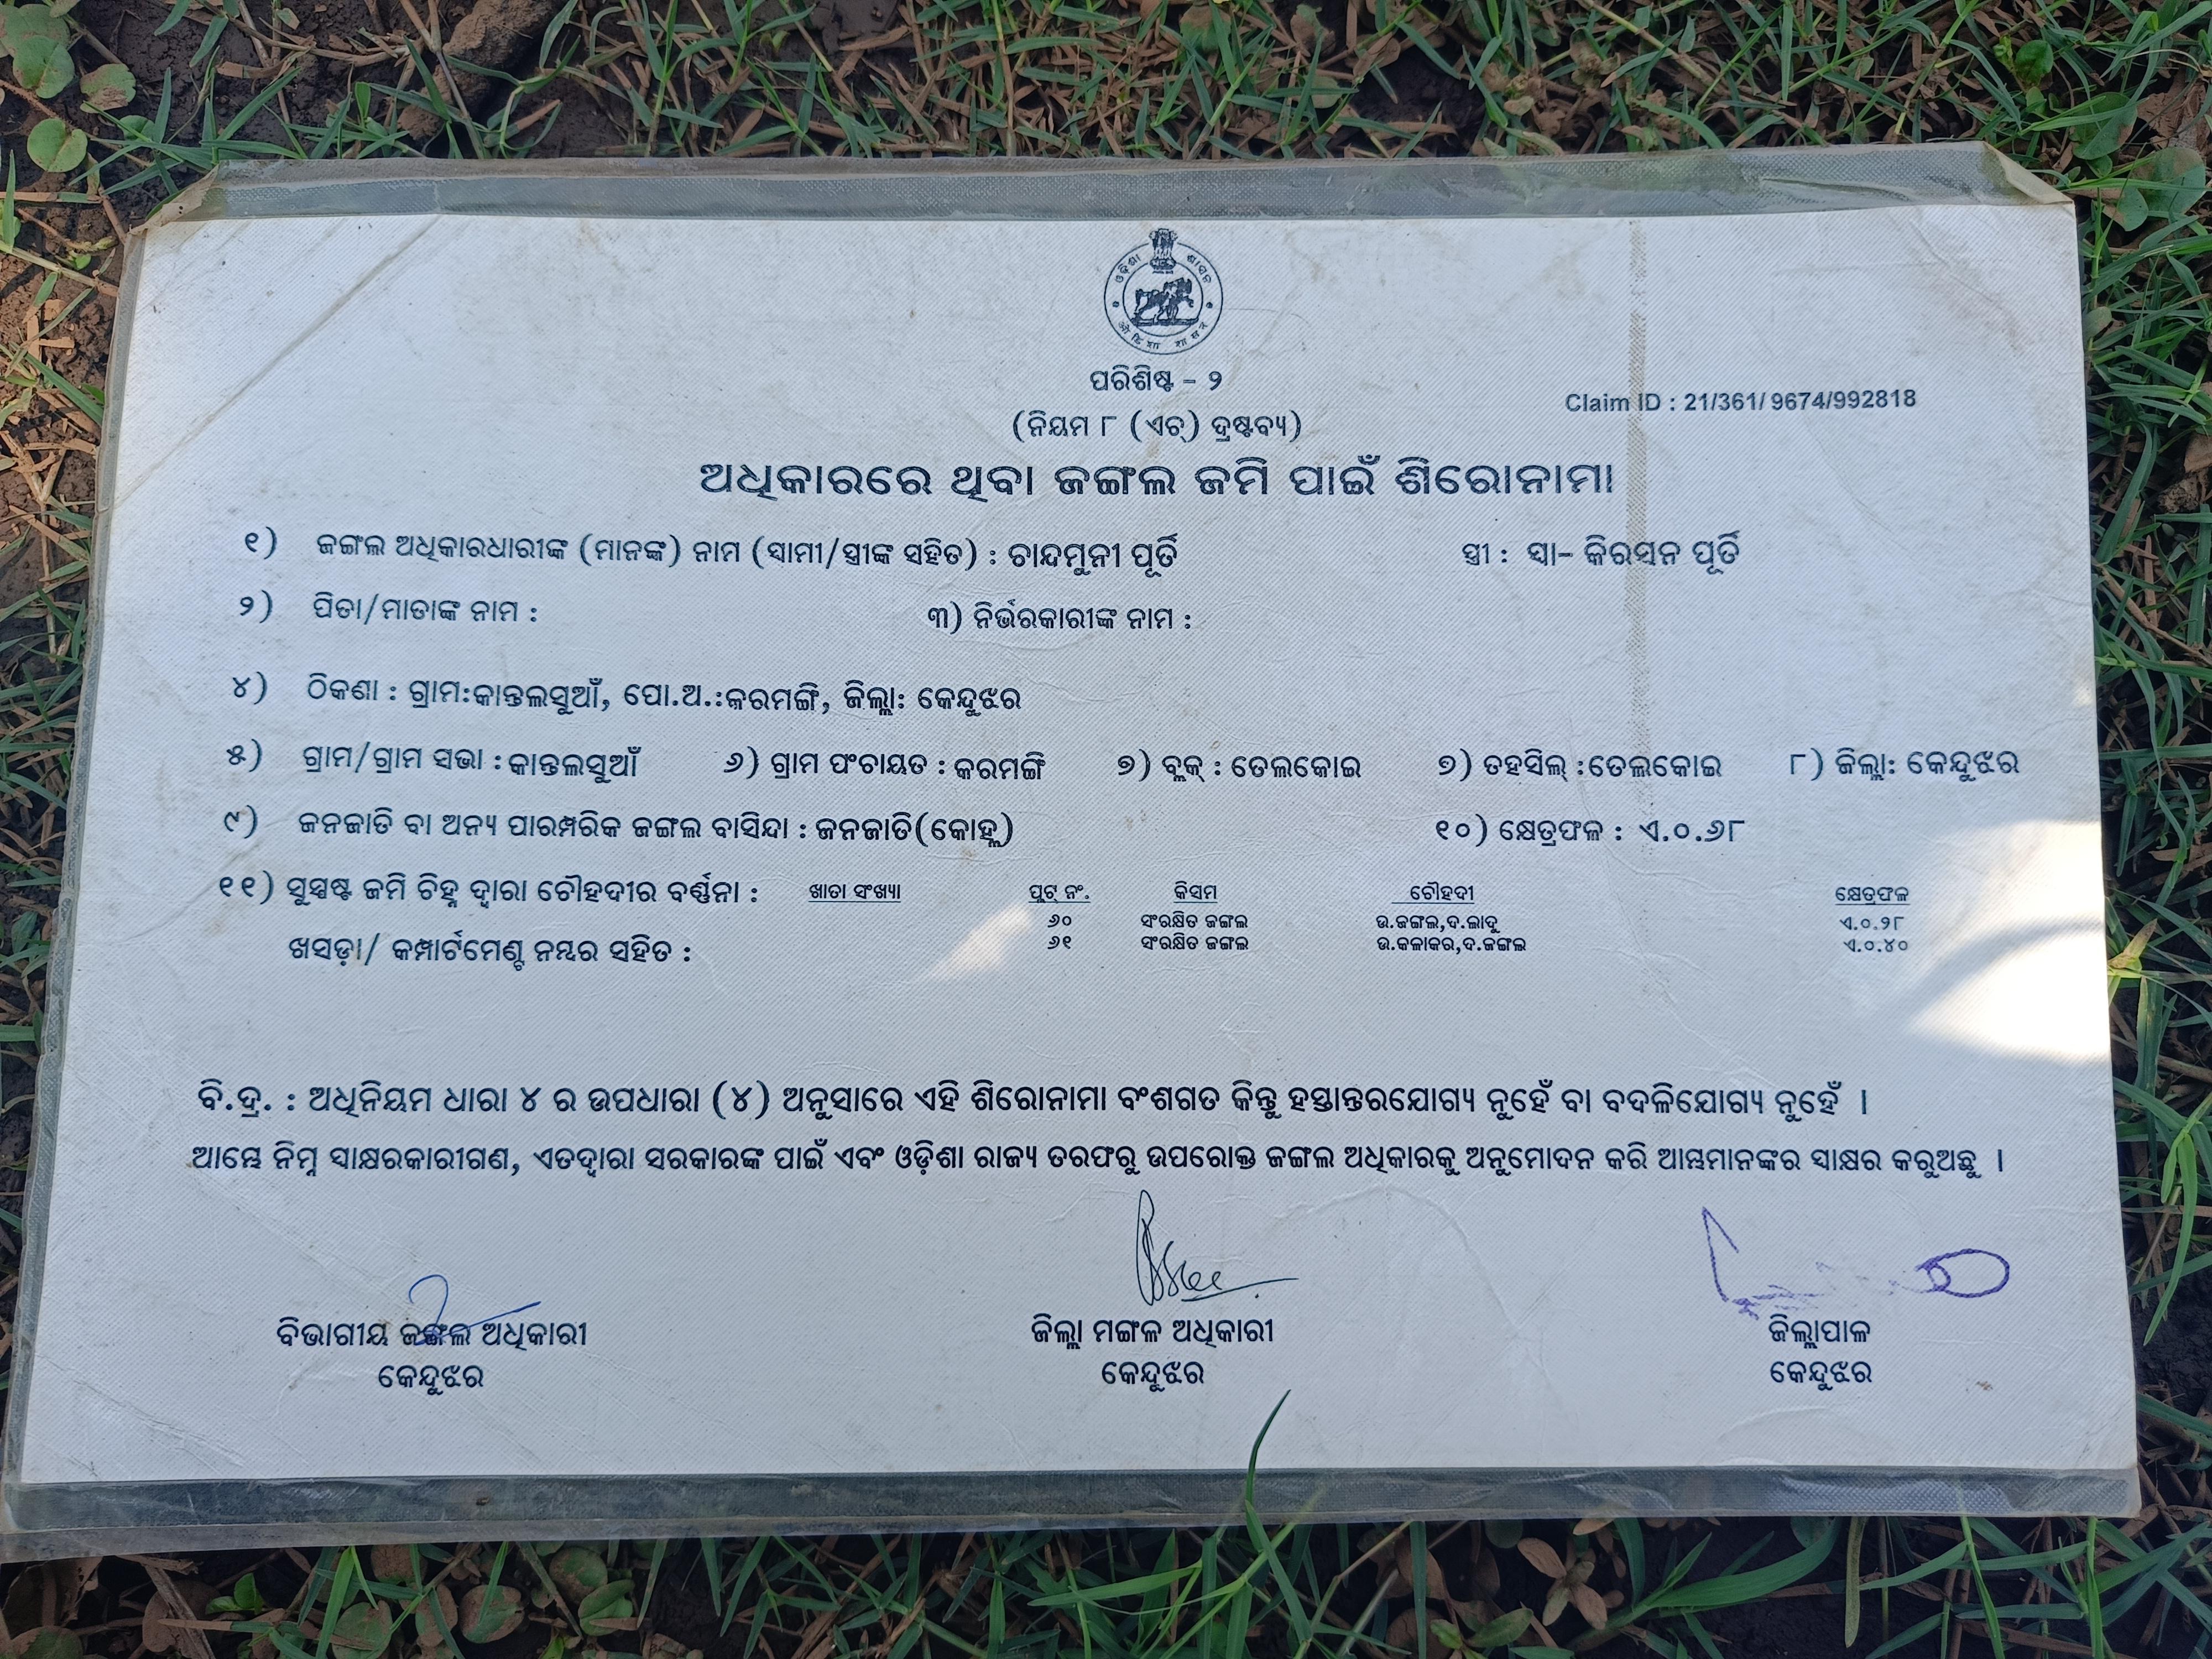 ଓଡ଼ିଶା ଶାସନ
ओडिशा शासन
ପରିଶିଷ୍ଟ - ୨
Claim ID : 21/361/ 9674/992818
(ନିୟମ ୮ (ଏଚ୍) ଦ୍ରଷ୍ଟବ୍ୟ)
ଅଧିକାରରେ ଥିବା ଜଙ୍ଗଲ ଜମି ପାଇଁ ଶିରୋନାମା
୧) ଜଙ୍ଗଲ ଅଧିକାରଧାରୀଙ୍କ (ମାନଙ୍କ) ନାମ (ସ୍ଵାମୀ/ସ୍ତ୍ରୀଙ୍କ ସହିତ) : ଚାନ୍ଦମୁନୀ ପୂର୍ତି ସ୍ତ୍ରୀ : ସ୍ଵା- କିରସନ ପୂର୍ତି
୨) ପିତା/ମାତାଙ୍କ ନାମ : ୩) ନିର୍ଭରକାରୀଙ୍କ ନାମ :
୪) ଠିକଣା : ଗ୍ରାମ:କାନ୍ତଲସୁଆଁ, ପୋ.ଅ.:କରମଙ୍ଗି, ଜିଲ୍ଲା: କେନ୍ଦୁଝର
୫) ଗ୍ରାମ/ଗ୍ରାମ ସଭା : କାନ୍ତଲସୁଆଁ ୬) ଗ୍ରାମ ପଂଚାୟତ : କରମଙ୍ଗି ୭) ବ୍ଲକ୍ : ତେଲକୋଇ ୭) ତହସିଲ୍ :ତେଲକୋଇ ୮) ଜିଲ୍ଲା: କେନ୍ଦୁଝର
୯) ଜନଜାତି ବା ଅନ୍ୟ ପାରମ୍ପରିକ ଜଙ୍ଗଲ ବାସିନ୍ଦା : ଜନଜାତି(କୋହ୍ଲ) ୧୦) କ୍ଷେତ୍ରଫଳ : ଏ.୦.୬୮
୧୧) ସୁସ୍ପଷ୍ଟ ଜମି ଚିହ୍ନ ଦ୍ୱାରା ଚୌହଦୀର ବର୍ଣ୍ଣନା : ଖାତା ସଂଖ୍ୟା ପ୍ଲଟ୍ ନଂ. କିସମ ଚୌହଦୀ କ୍ଷେତ୍ରଫଳ
୬୦ ସଂରକ୍ଷିତ ଜଙ୍ଗଲ ଉ.ଜଙ୍ଗଲ,ଦ.ଲାଦୁ ଏ.୦.୨୮
୬୧ ସଂରକ୍ଷିତ ଜଙ୍ଗଲ ଉ.କଳାକର,ଦ.ଜଙ୍ଗଲ ଏ.୦.୪୦
ଖସଡ଼ା/ କମ୍ପାର୍ଟମେଣ୍ଟ ନମ୍ବର ସହିତ :
ବି.ଦ୍ର. : ଅଧିନିୟମ ଧାରା ୪ ର ଉପଧାରା (୪) ଅନୁସାରେ ଏହି ଶିରୋନାମା ବଂଶଗତ କିନ୍ତୁ ହସ୍ତାନ୍ତରଯୋଗ୍ୟ ନୁହେଁ ବା ବଦଳିଯୋଗ୍ୟ ନୁହେଁ ।
ଆମ୍ଭେ ନିମ୍ନ ସ୍ୱାକ୍ଷରକାରୀଗଣ, ଏତଦ୍ୱାରା ସରକାରଙ୍କ ପାଇଁ ଏବଂ ଓଡ଼ିଶା ରାଜ୍ୟ ତରଫରୁ ଉପରୋକ୍ତ ଜଙ୍ଗଲ ଅଧିକାରକୁ ଅନୁମୋଦନ କରି ଆମ୍ଭମାନଙ୍କର ସ୍ୱାକ୍ଷର କରୁଅଛୁ ।
ବିଭାଗୀୟ ଜଙ୍ଗଲ ଅଧିକାରୀ ଜିଲ୍ଲା ମଙ୍ଗଳ ଅଧିକାରୀ ଜିଲ୍ଲାପାଳ
କେନ୍ଦୁଝର କେନ୍ଦୁଝର କେନ୍ଦୁଝର